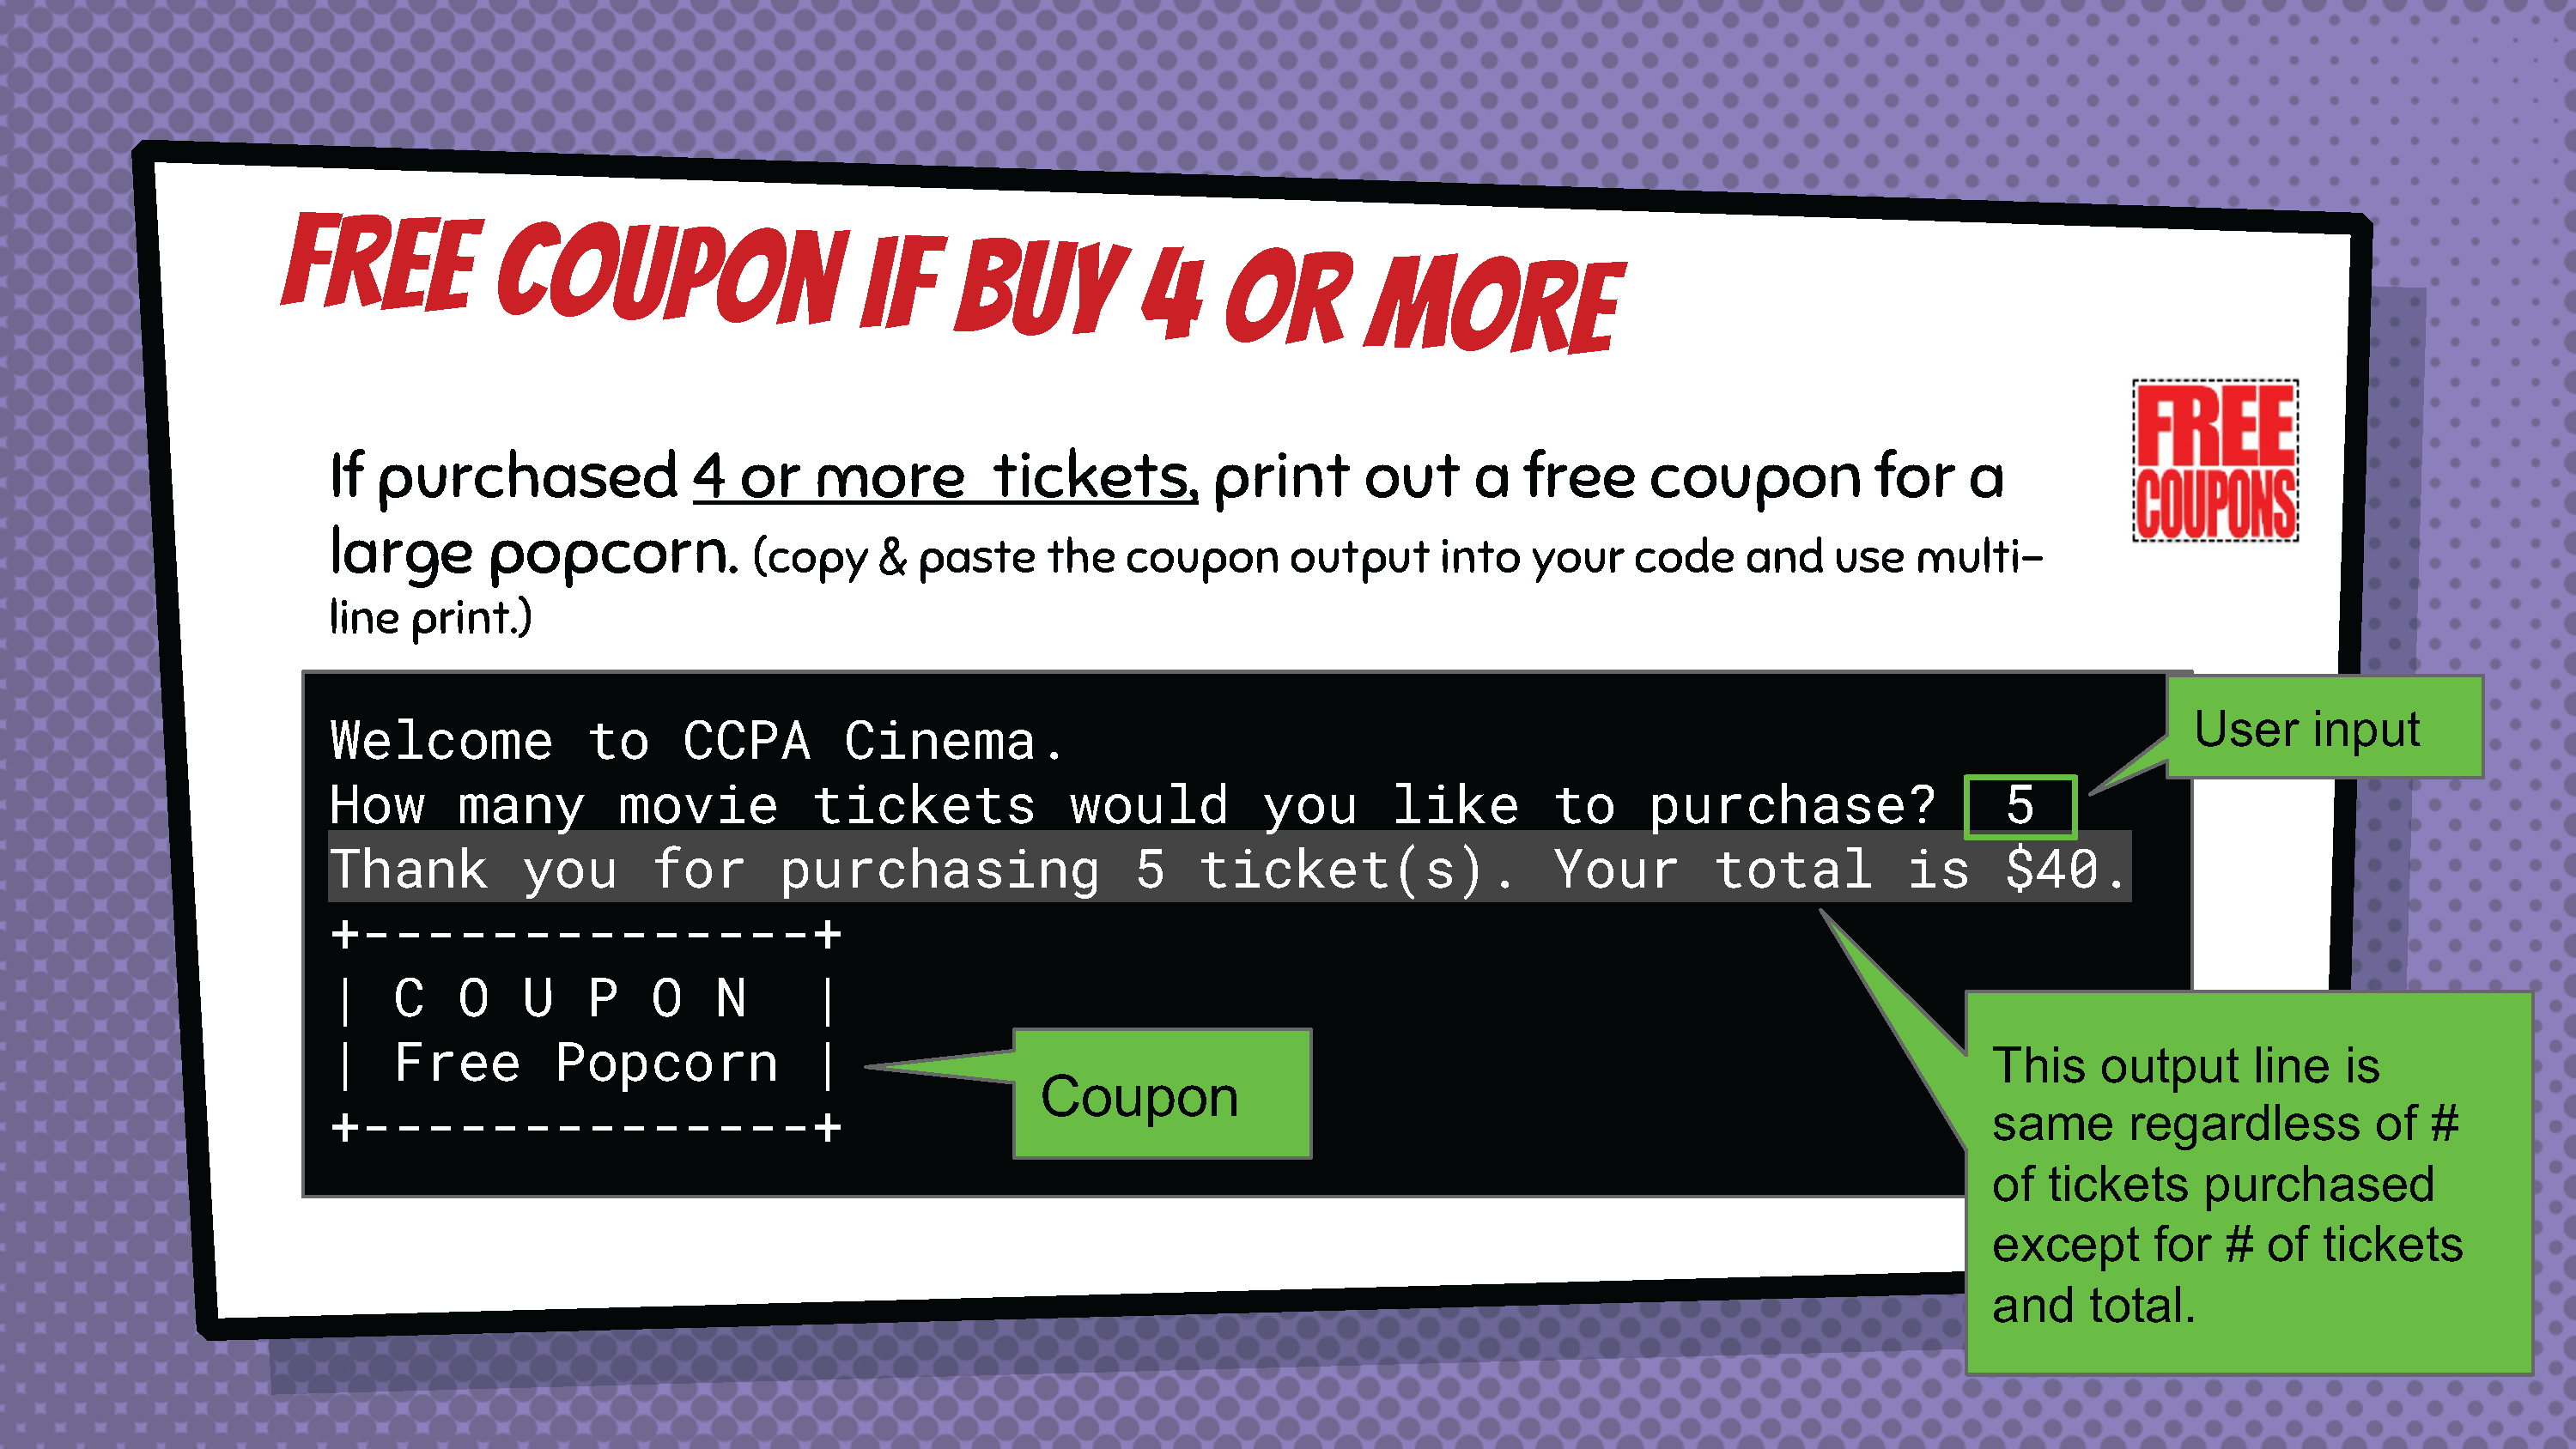 FREE COUPON IF BUY 4 OR MORE
If purchased 4 or more tickets, print out a free coupon for a
large popcorn. (copy & paste the coupon output into your code and use multi-
line print.)
FREE
COUPONS
Welcome to CCPA Cinema.
How many movie tickets would you like to purchase? 5
Thank you for purchasing 5 ticket(s). Your total is $40.
+--------------+
| C O U P O N  |
| Free Popcorn |
+--------------+
User input
Coupon
This output line is
same regardless of #
of tickets purchased
except for # of tickets
and total.